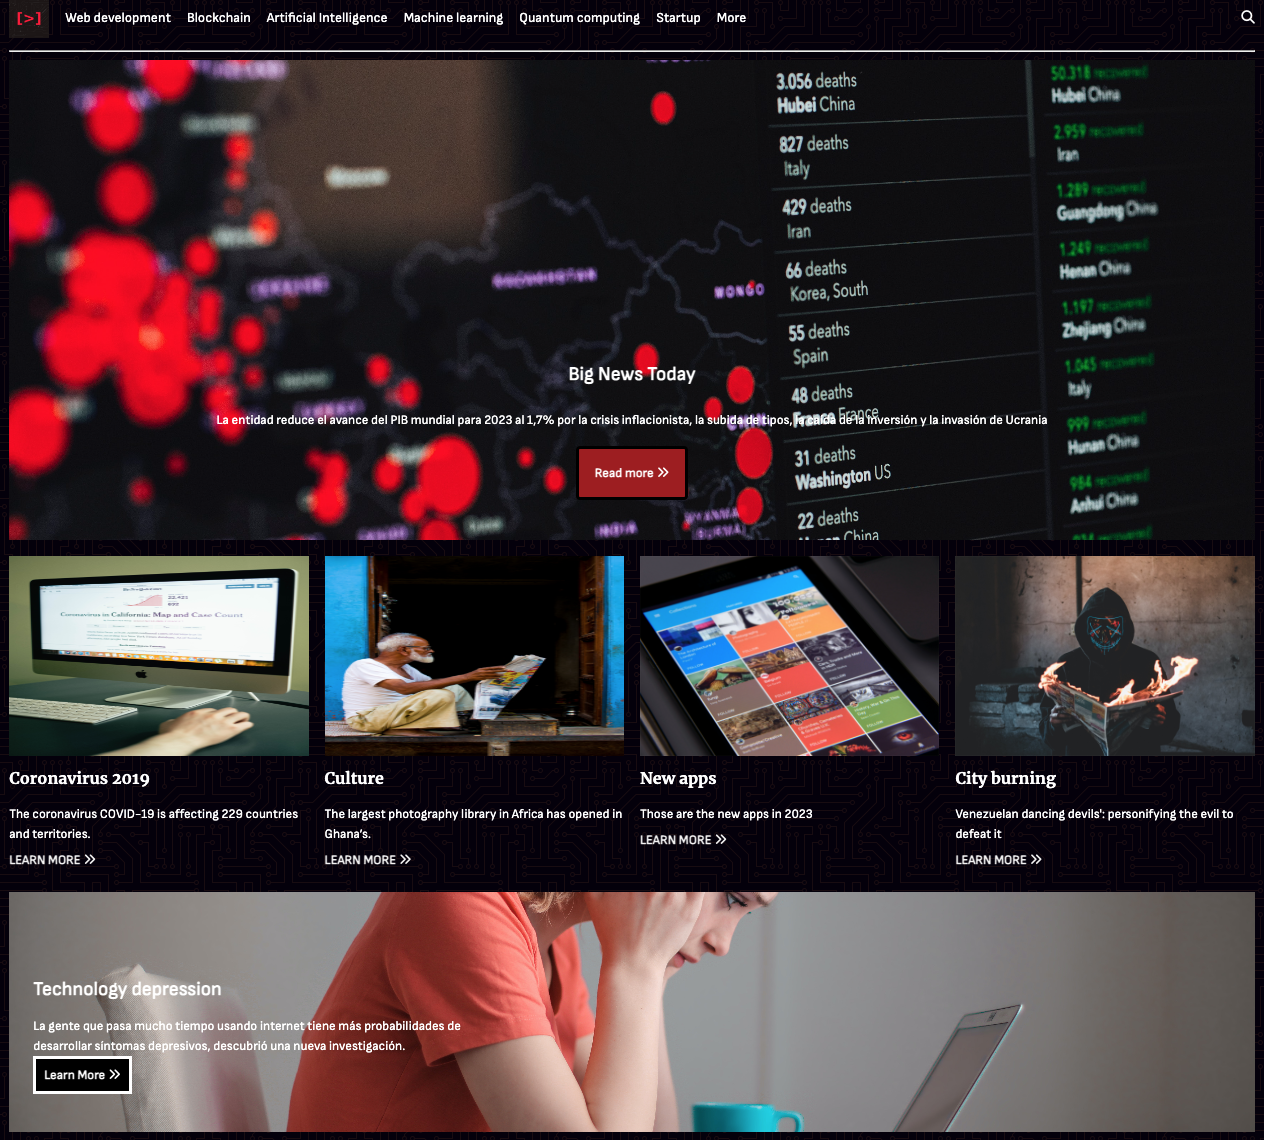 [>] Web development Blockchain Artificial Intelligence Machine learning Quantum computing Startup More
3.056 deaths
Hubei China
827 deaths
Italy
429 deaths
Iran
66 deaths
Korea, South
55 deaths
Spain
48 deaths
France France
31 deaths
Washington US
22 deaths
China
50.318 recovered
Hubei China
2.959 recovered
Iran
1.289 recovered
Guangdong China
1.249 recovered
Henan China
1.197 recovered
Zhejiang China
1.045 recovered
Italy
999 recovered
Hunan China
984 recovered
Anhui China
UKRAINE
KAZAKHSTAN
MONGO
INDIA
Big News Today
La entidad reduce el avance del PIB mundial para 2023 al 1,7% por la crisis inflacionista, la subida de tipos, la caída de la inversión y la invasión de Ucrania
Read more
Coronavirus in California: Map and Case Count
Coronavirus 2019
The coronavirus COVID-19 is affecting 229 countries
and territories.
LEARN MORE
Culture
The largest photography library in Africa has opened in
Ghana's.
LEARN MORE
New apps
Those are the new apps in 2023
LEARN MORE
City burning
Venezuelan dancing devils': personifying the evil to
defeat it
LEARN MORE
Technology depression
La gente que pasa mucho tiempo usando internet tiene más probabilidades de
desarrollar síntomas depresivos, descubrió una nueva investigación.
Learn More